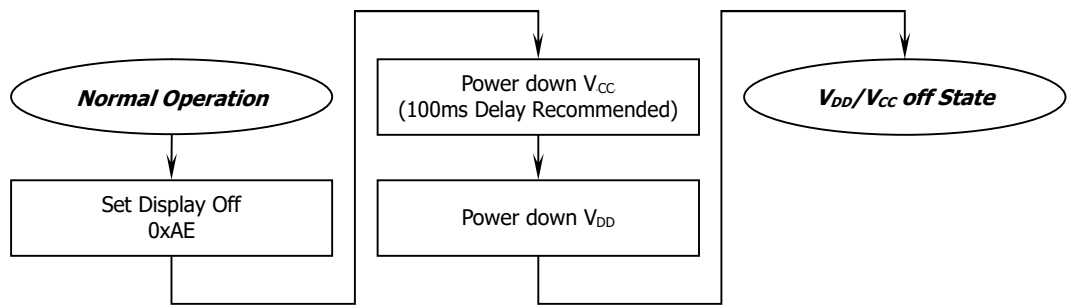 Normal Operation
Set Display Off
0xAE
Power down VCC
(100ms Delay Recommended)
Power down VDD
VDD/VCC off State